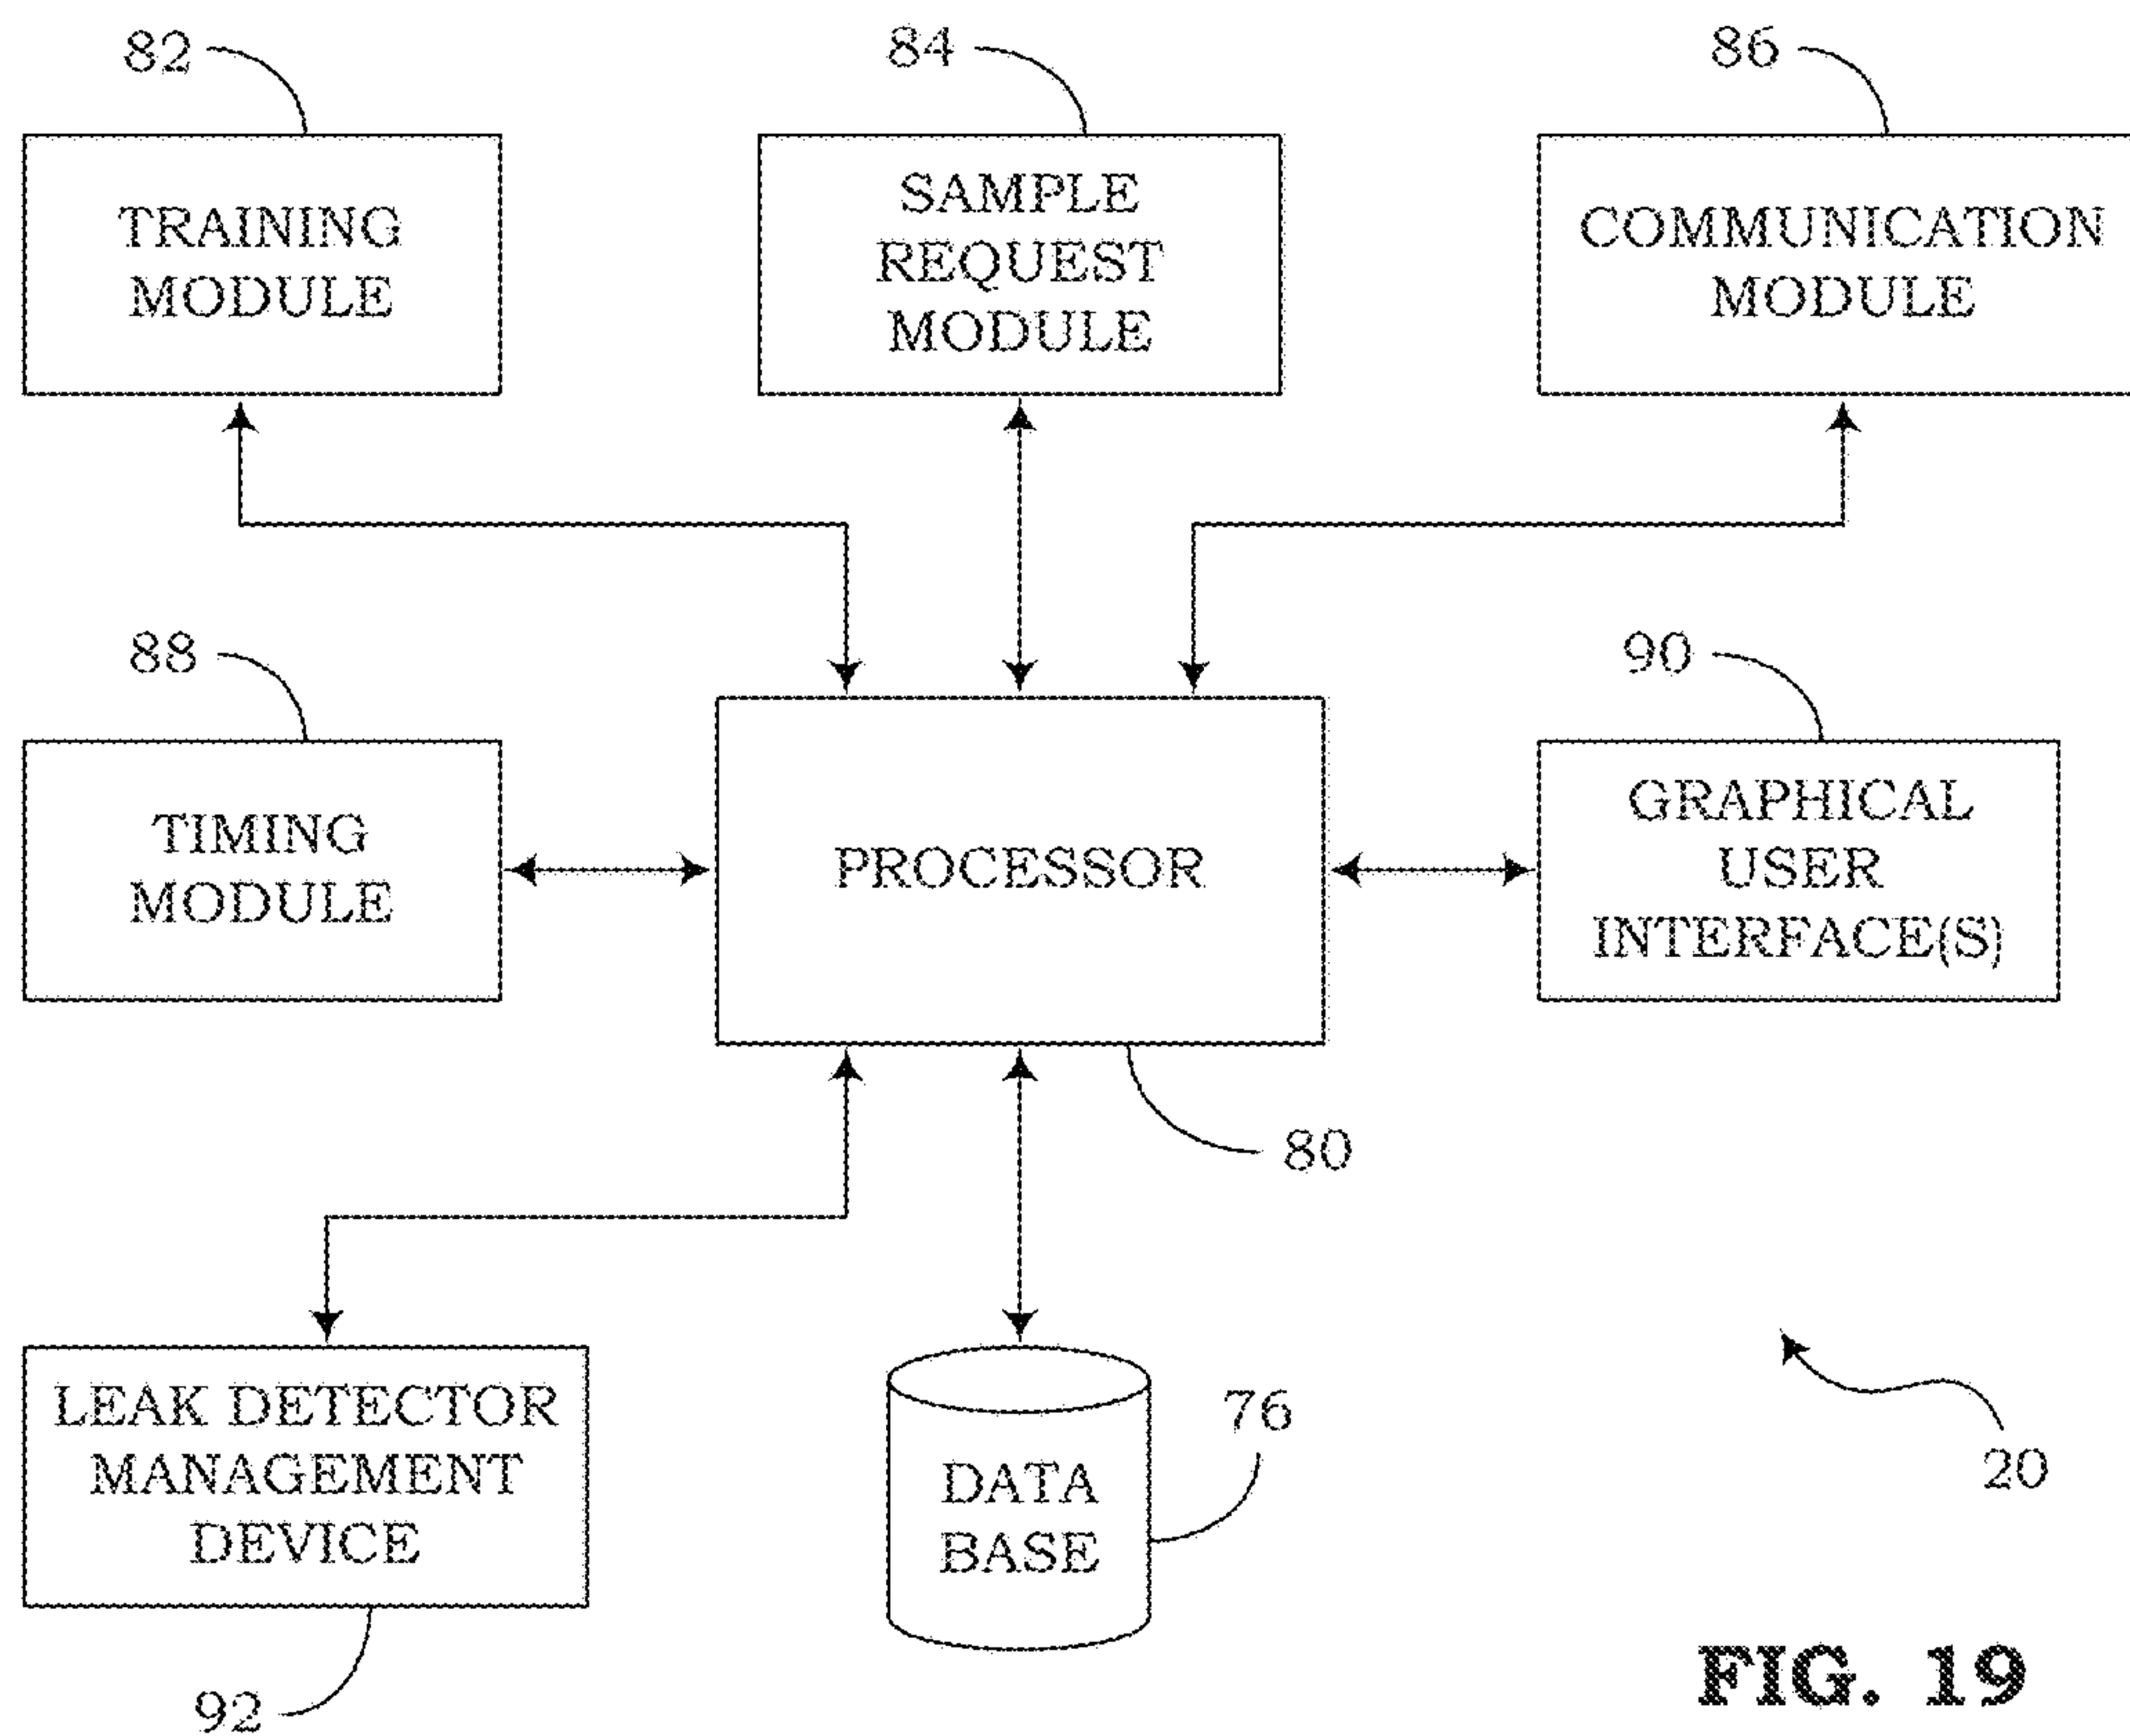 82
84
86
TRAINING
MODULE
SAMPLE
REQUEST
MODULE
COMMUNICATION
MODULE
88
90
TIMING
MODULE
PROCESSOR
GRAPHICAL
USER
INTERFACE(S)
80
LEAK DETECTOR
MANAGEMENT
DEVICE
DATA
BASE
76
20
92
FIG. 19